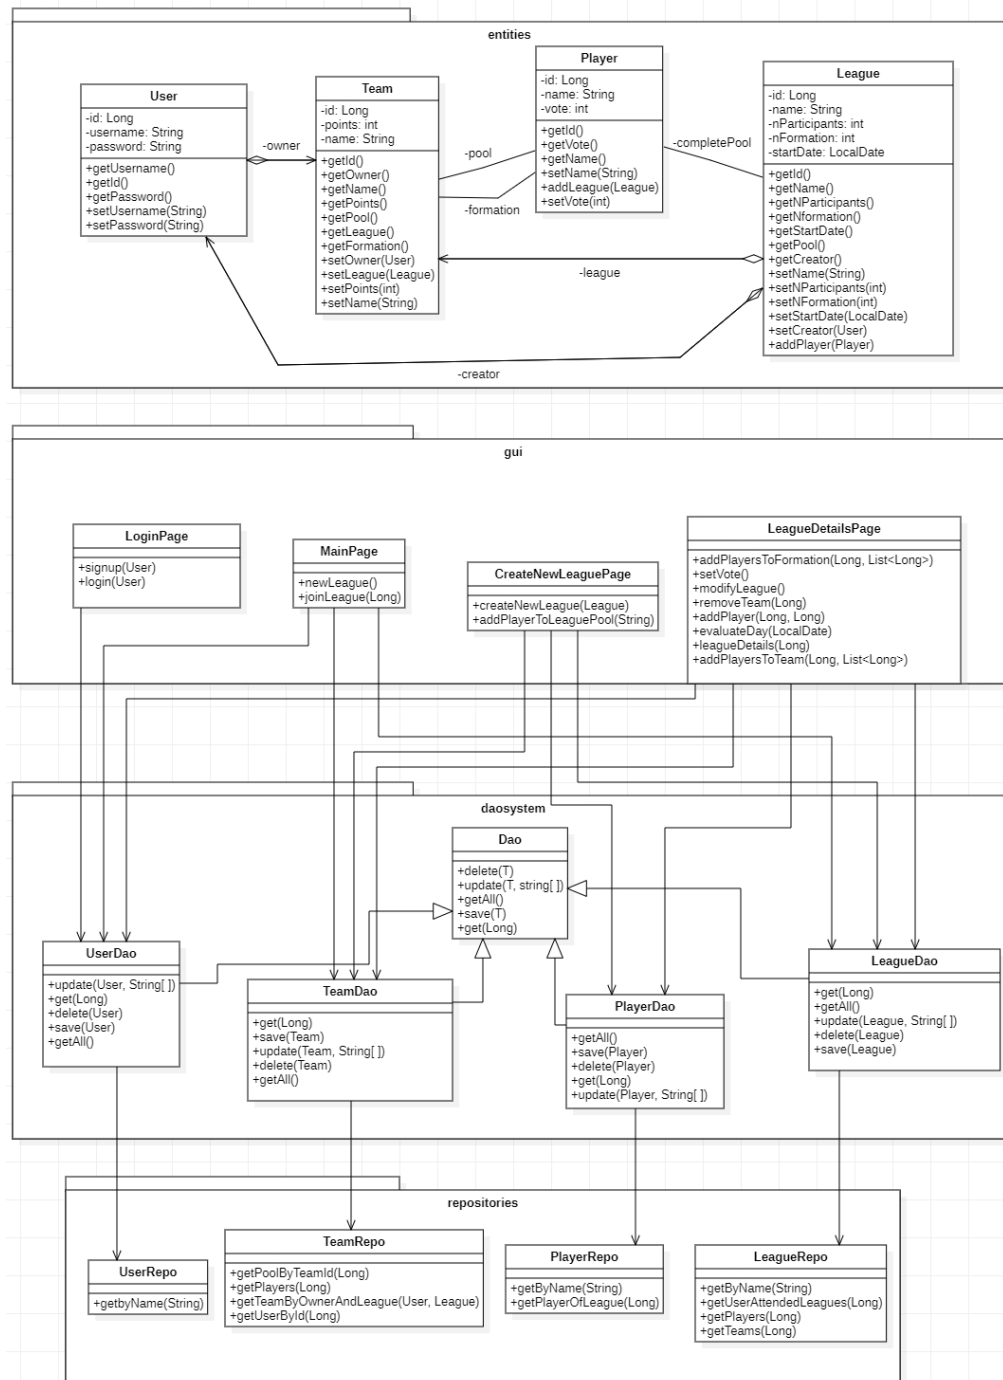 entities
User
-id: Long
-username: String
-password: String
+getUsername()
+getId()
+getPassword()
+setUsername(String)
+setPassword(String)
-owner
Team
-id: Long
-points: int
-name: String
+getId()
+getOwner()
+getName()
+getPoints()
+getPool()
+getLeague()
+getFormation()
+setOwner(User)
+setLeague(League)
+setPoints(int)
+setName(String)
-pool
-formation
Player
-id: Long
-name: String
-vote: int
+getId()
+getVote()
+getName()
+setName(String)
+addLeague(League)
+setVote(int)
-completePool
League
-id: Long
-name: String
-nParticipants: int
-nFormation: int
-startDate: LocalDate
+getId()
+getName()
+getNParticipants()
+getNformation()
+getStartDate()
+getPool()
+getCreator()
+setName(String)
+setNParticipants(int)
+setNFormation(int)
+setStartDate(LocalDate)
+setCreator(User)
+addPlayer(Player)
-league
-creator
gui
LoginPage
+signup(User)
+login(User)
MainPage
+newLeague()
+joinLeague(Long)
CreateNewLeaguePage
+createNewLeague(League)
+addPlayerToLeaguePool(String)
LeagueDetailsPage
+addPlayersToFormation(Long, List<Long>)
+setVote()
+modifyLeague()
+removeTeam(Long)
+addPlayer(Long, Long)
+evaluateDay(LocalDate)
+leagueDetails(Long)
+addPlayersToTeam(Long, List<Long>)
daosystem
Dao
+delete(T)
+update(T, string[ ])
+getAll()
+save(T)
+get(Long)
UserDao
+update(User, String[ ])
+get(Long)
+delete(User)
+save(User)
+getAll()
TeamDao
+get(Long)
+save(Team)
+update(Team, String[ ])
+delete(Team)
+getAll()
PlayerDao
+getAll()
+save(Player)
+delete(Player)
+get(Long)
+update(Player, String[ ])
LeagueDao
+get(Long)
+getAll()
+update(League, String[ ])
+delete(League)
+save(League)
repositories
UserRepo
+getbyName(String)
TeamRepo
+getPoolByTeamId(Long)
+getPlayers(Long)
+getTeamByOwnerAndLeague(User, League)
+getUserById(Long)
PlayerRepo
+getByName(String)
+getPlayerOfLeague(Long)
LeagueRepo
+getByName(String)
+getUserAttendedLeagues(Long)
+getPlayers(Long)
+getTeams(Long)